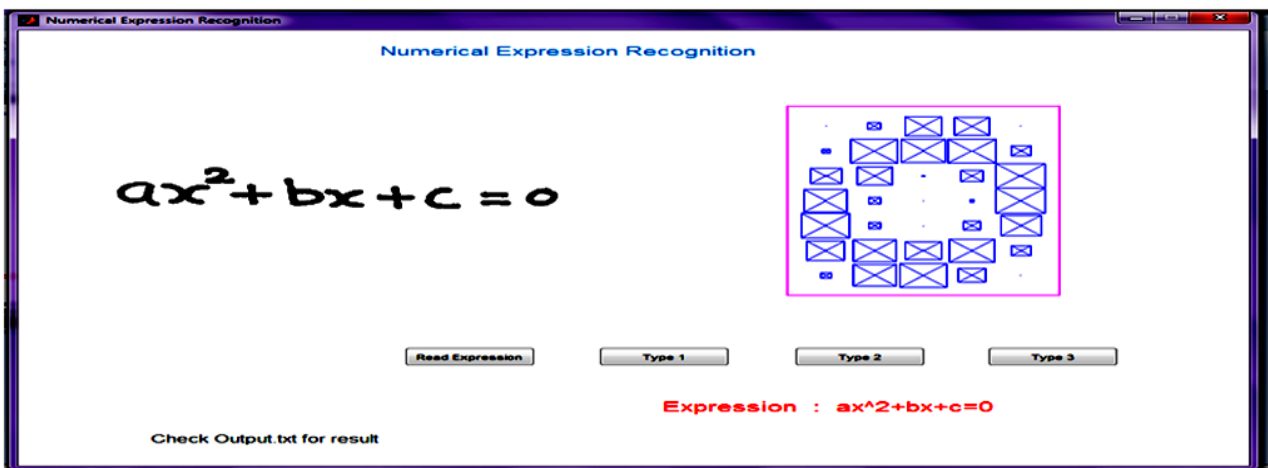 Numerical Expression Recognition
Numerical Expression Recognition
ax²+bx+c=0
Read Expression Type 1 Type 2 Type 3
Expression : ax^2+bx+c=0
Check Output.txt for result